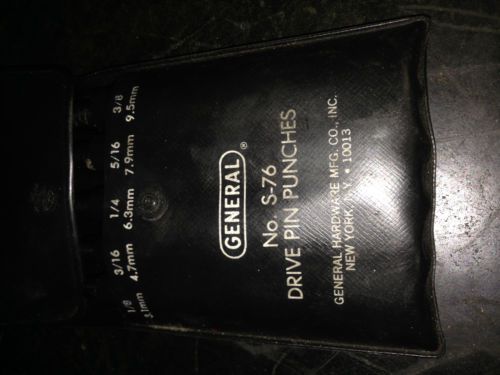 1/8 3/16 1/4 5/16 3/8
3.1mm 4.7mm 6.3mm 7.9mm 9.5mm
GENERAL®
No. S-76
DRIVE PIN PUNCHES
GENERAL HARDWARE MFG. CO., INC.
NEW YORK, N.Y. • 10013